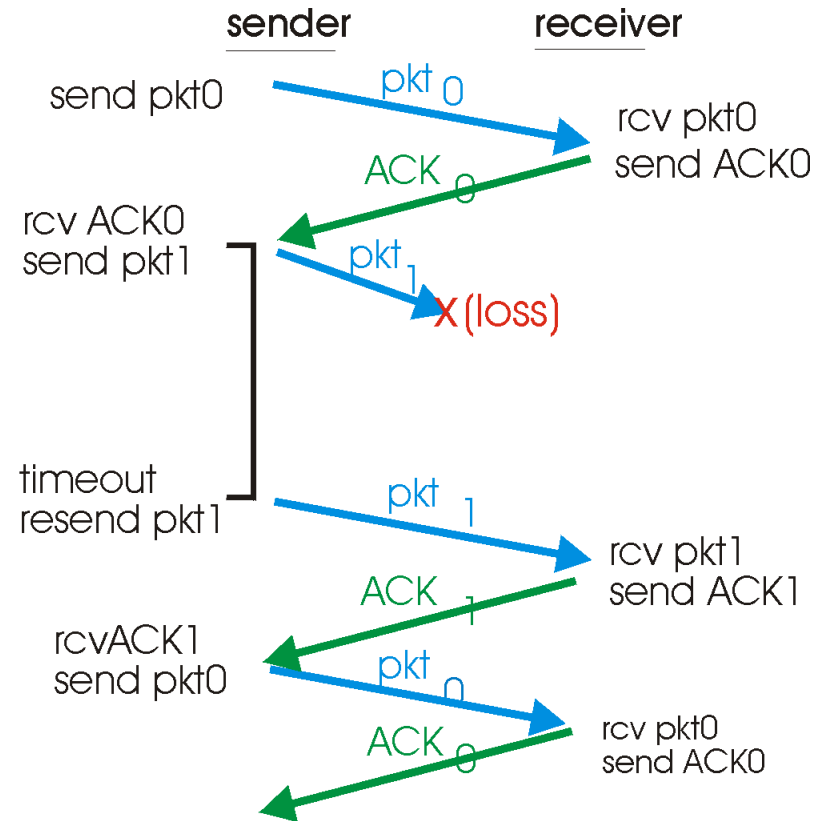 sender
receiver
send pkt0
pkt 0
rcv pkt0
send ACK0
ACK 0
rcv ACK0
send pkt1
pkt 1
X (loss)
timeout
resend pkt1
pkt 1
rcv pkt1
send ACK1
ACK 1
rcvACK1
send pkt0
pkt 0
rcv pkt0
send ACK0
ACK 0